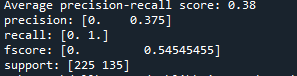 Average precision-recall score: 0.38
precision: [0.    0.375]
recall: [0. 1.]
fscore: [0.         0.54545455]
support: [225 135]